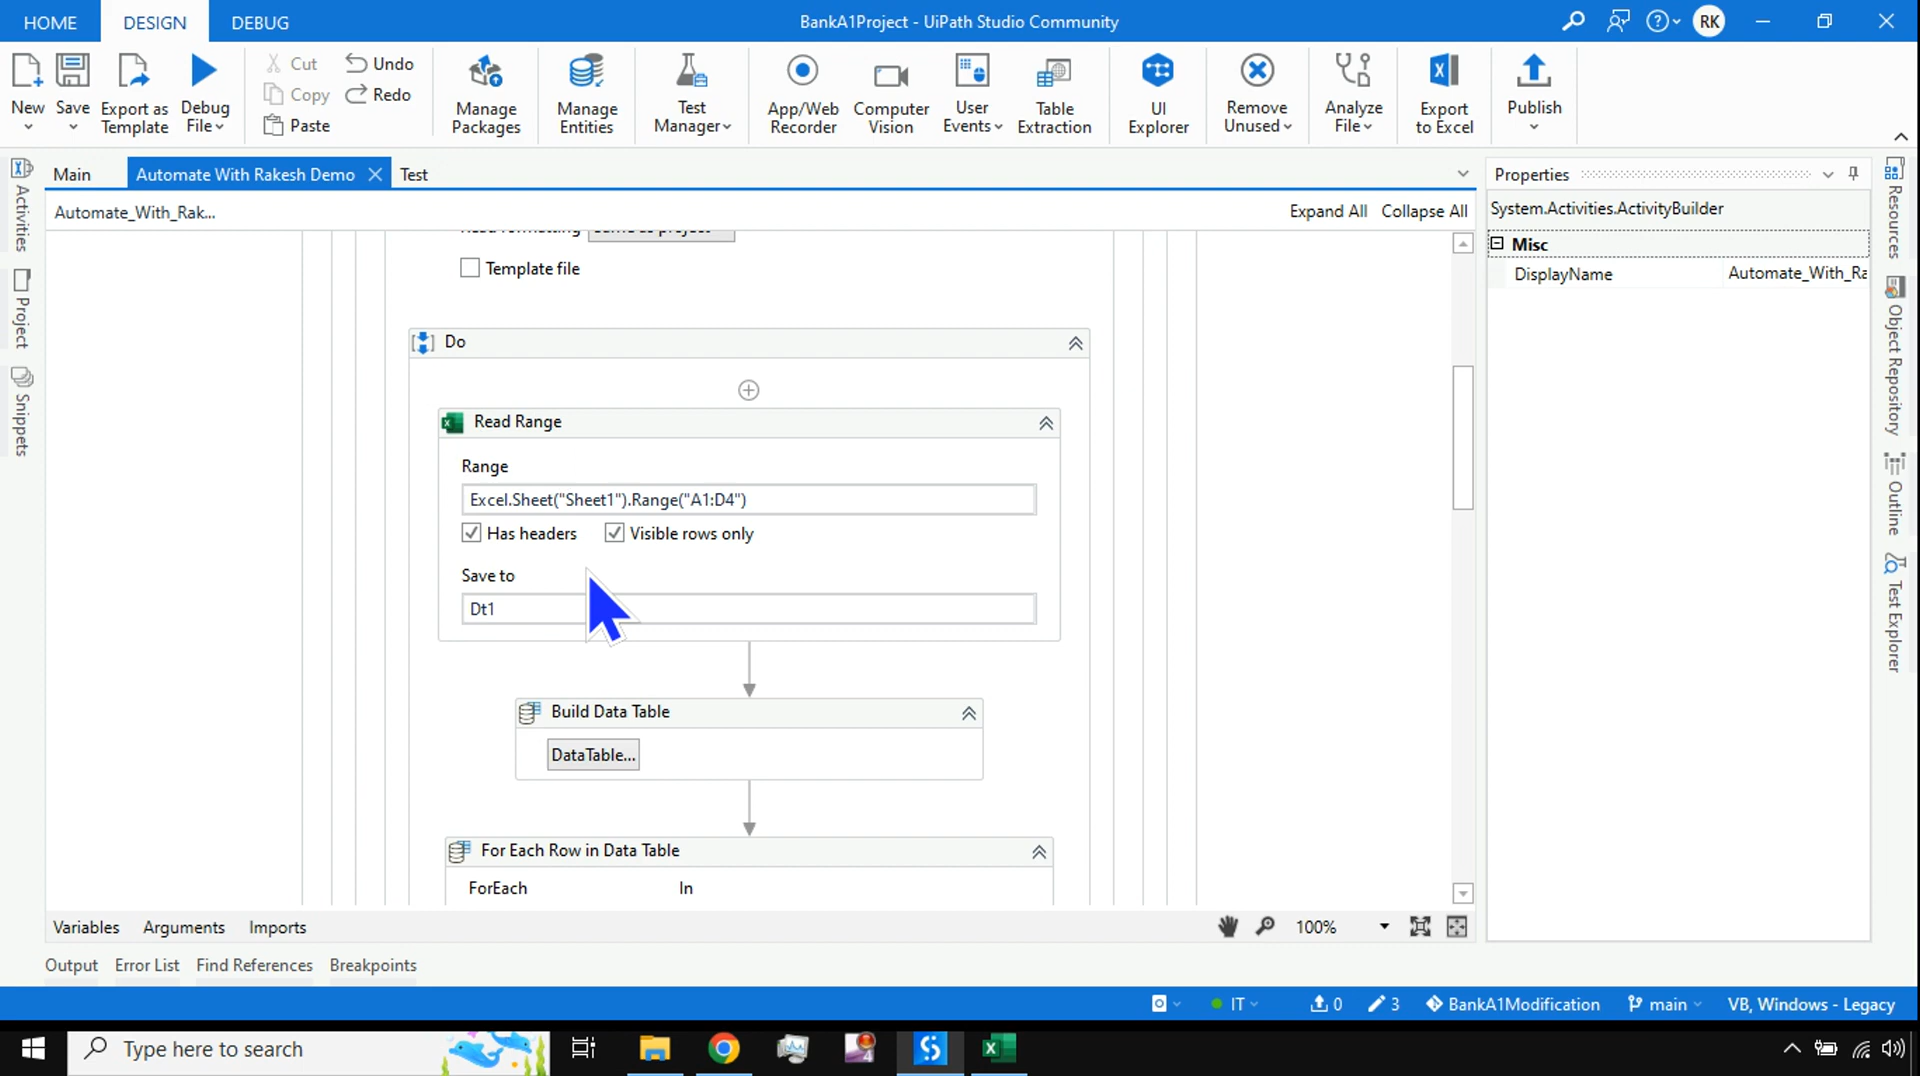 HOME DESIGN DEBUG BankA1Project - UiPath Studio Community RK
New Save Export as Template Debug File Cut Copy Paste Undo Redo Manage Packages Manage Entities Test Manager App/Web Recorder Computer Vision User Events Table Extraction UI Explorer Remove Unused Analyze File Export to Excel Publish
Main Automate With Rakesh Demo Test
Automate_With_Rak... Expand All Collapse All
Activities
Project
Snippets
Template file
Do
Read Range
Range
Excel.Sheet("Sheet1").Range("A1:D4")
Has headers Visible rows only
Save to
Dt1
Build Data Table
DataTable...
For Each Row in Data Table
ForEach In
Properties
System.Activities.ActivityBuilder
Misc
DisplayName Automate_With_Ra
Resources
Object Repository
Outline
Test Explorer
Variables Arguments Imports 100%
Output Error List Find References Breakpoints
IT 0 3 BankA1Modification main VB, Windows - Legacy
Type here to search
4